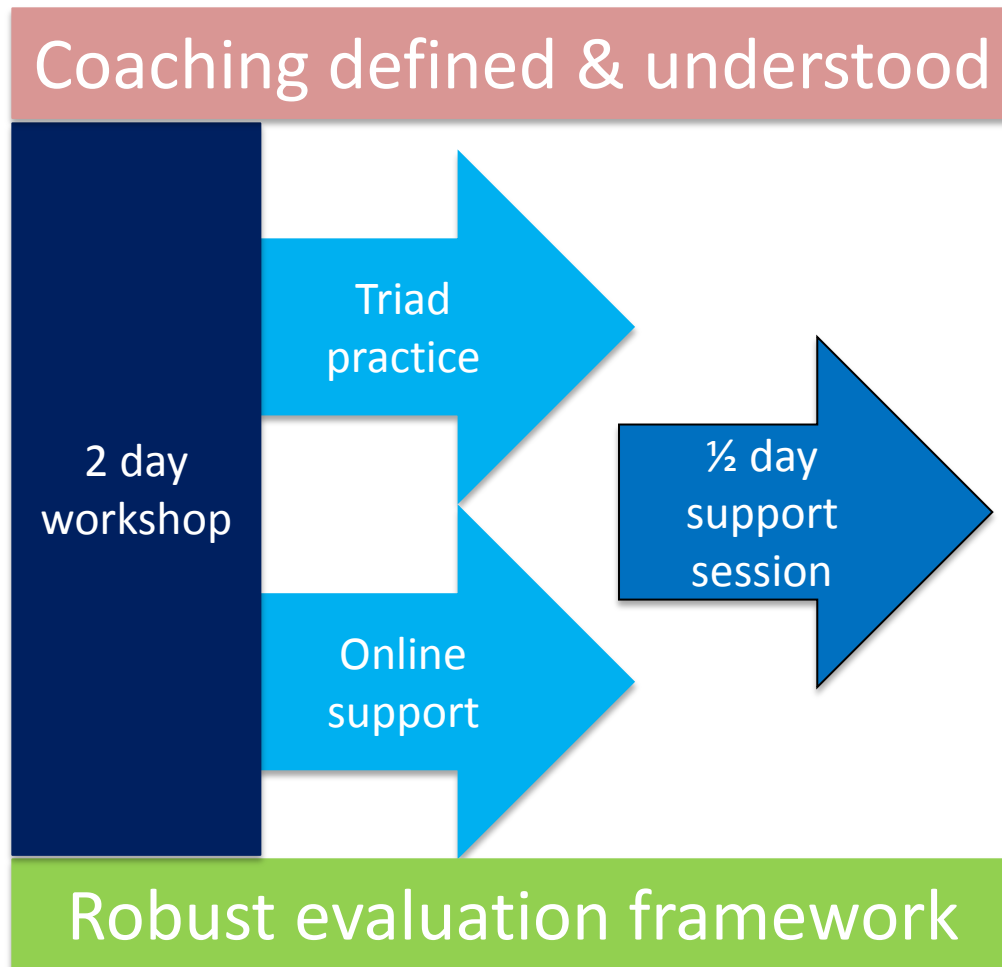 Coaching defined & understood
Triad
practice
2 day
workshop
½ day
support
session
Online
support
Robust evaluation framework